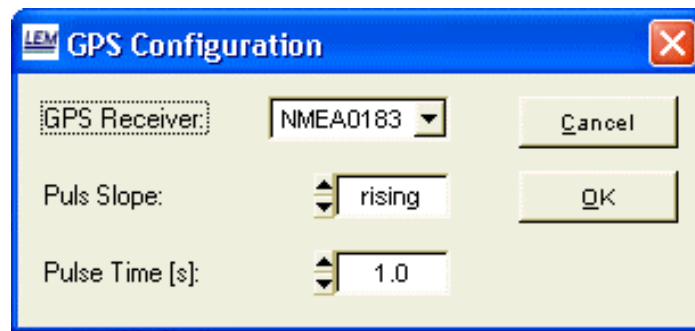 LEM GPS Configuration
GPS Receiver: NMEA0183 Cancel
Puls Slope: rising OK
Pulse Time [s]: 1.0